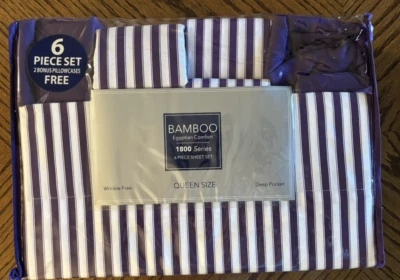 6
PIECE SET
2 BONUS PILLOWCASES
FREE
BAMBOO
Egyptian Comfort
1800 Series
6 PIECE SHEET SET
Wrinkle Free
QUEEN SIZE
Deep Pocket